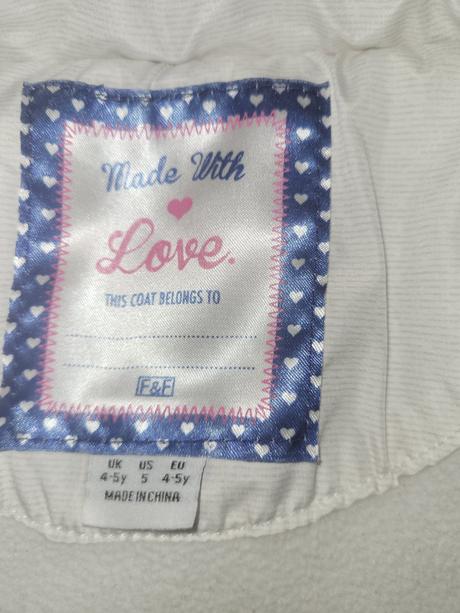 Made With
Love.
THIS COAT BELONGS TO
F&F
UK US EU
4-5y 5 4-5y
MADE IN CHINA